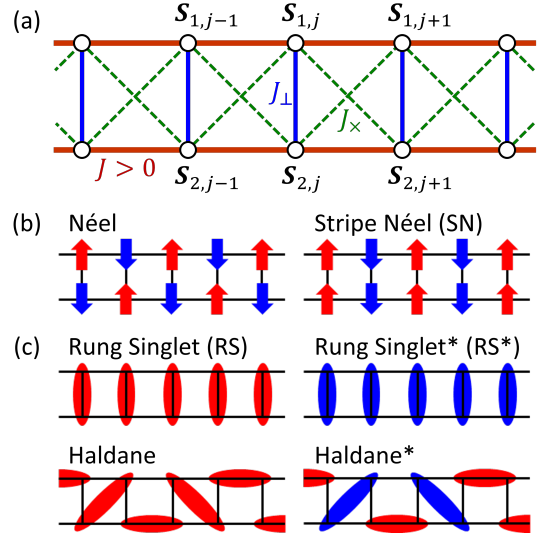 (a)
S₁,ⱼ₋₁ S₁,ⱼ S₁,ⱼ₊₁
J⊥
J×
J > 0
S₂,ⱼ₋₁ S₂,ⱼ S₂,ⱼ₊₁
(b) Néel Stripe Néel (SN)
(c) Rung Singlet (RS) Rung Singlet* (RS*)
Haldane Haldane*